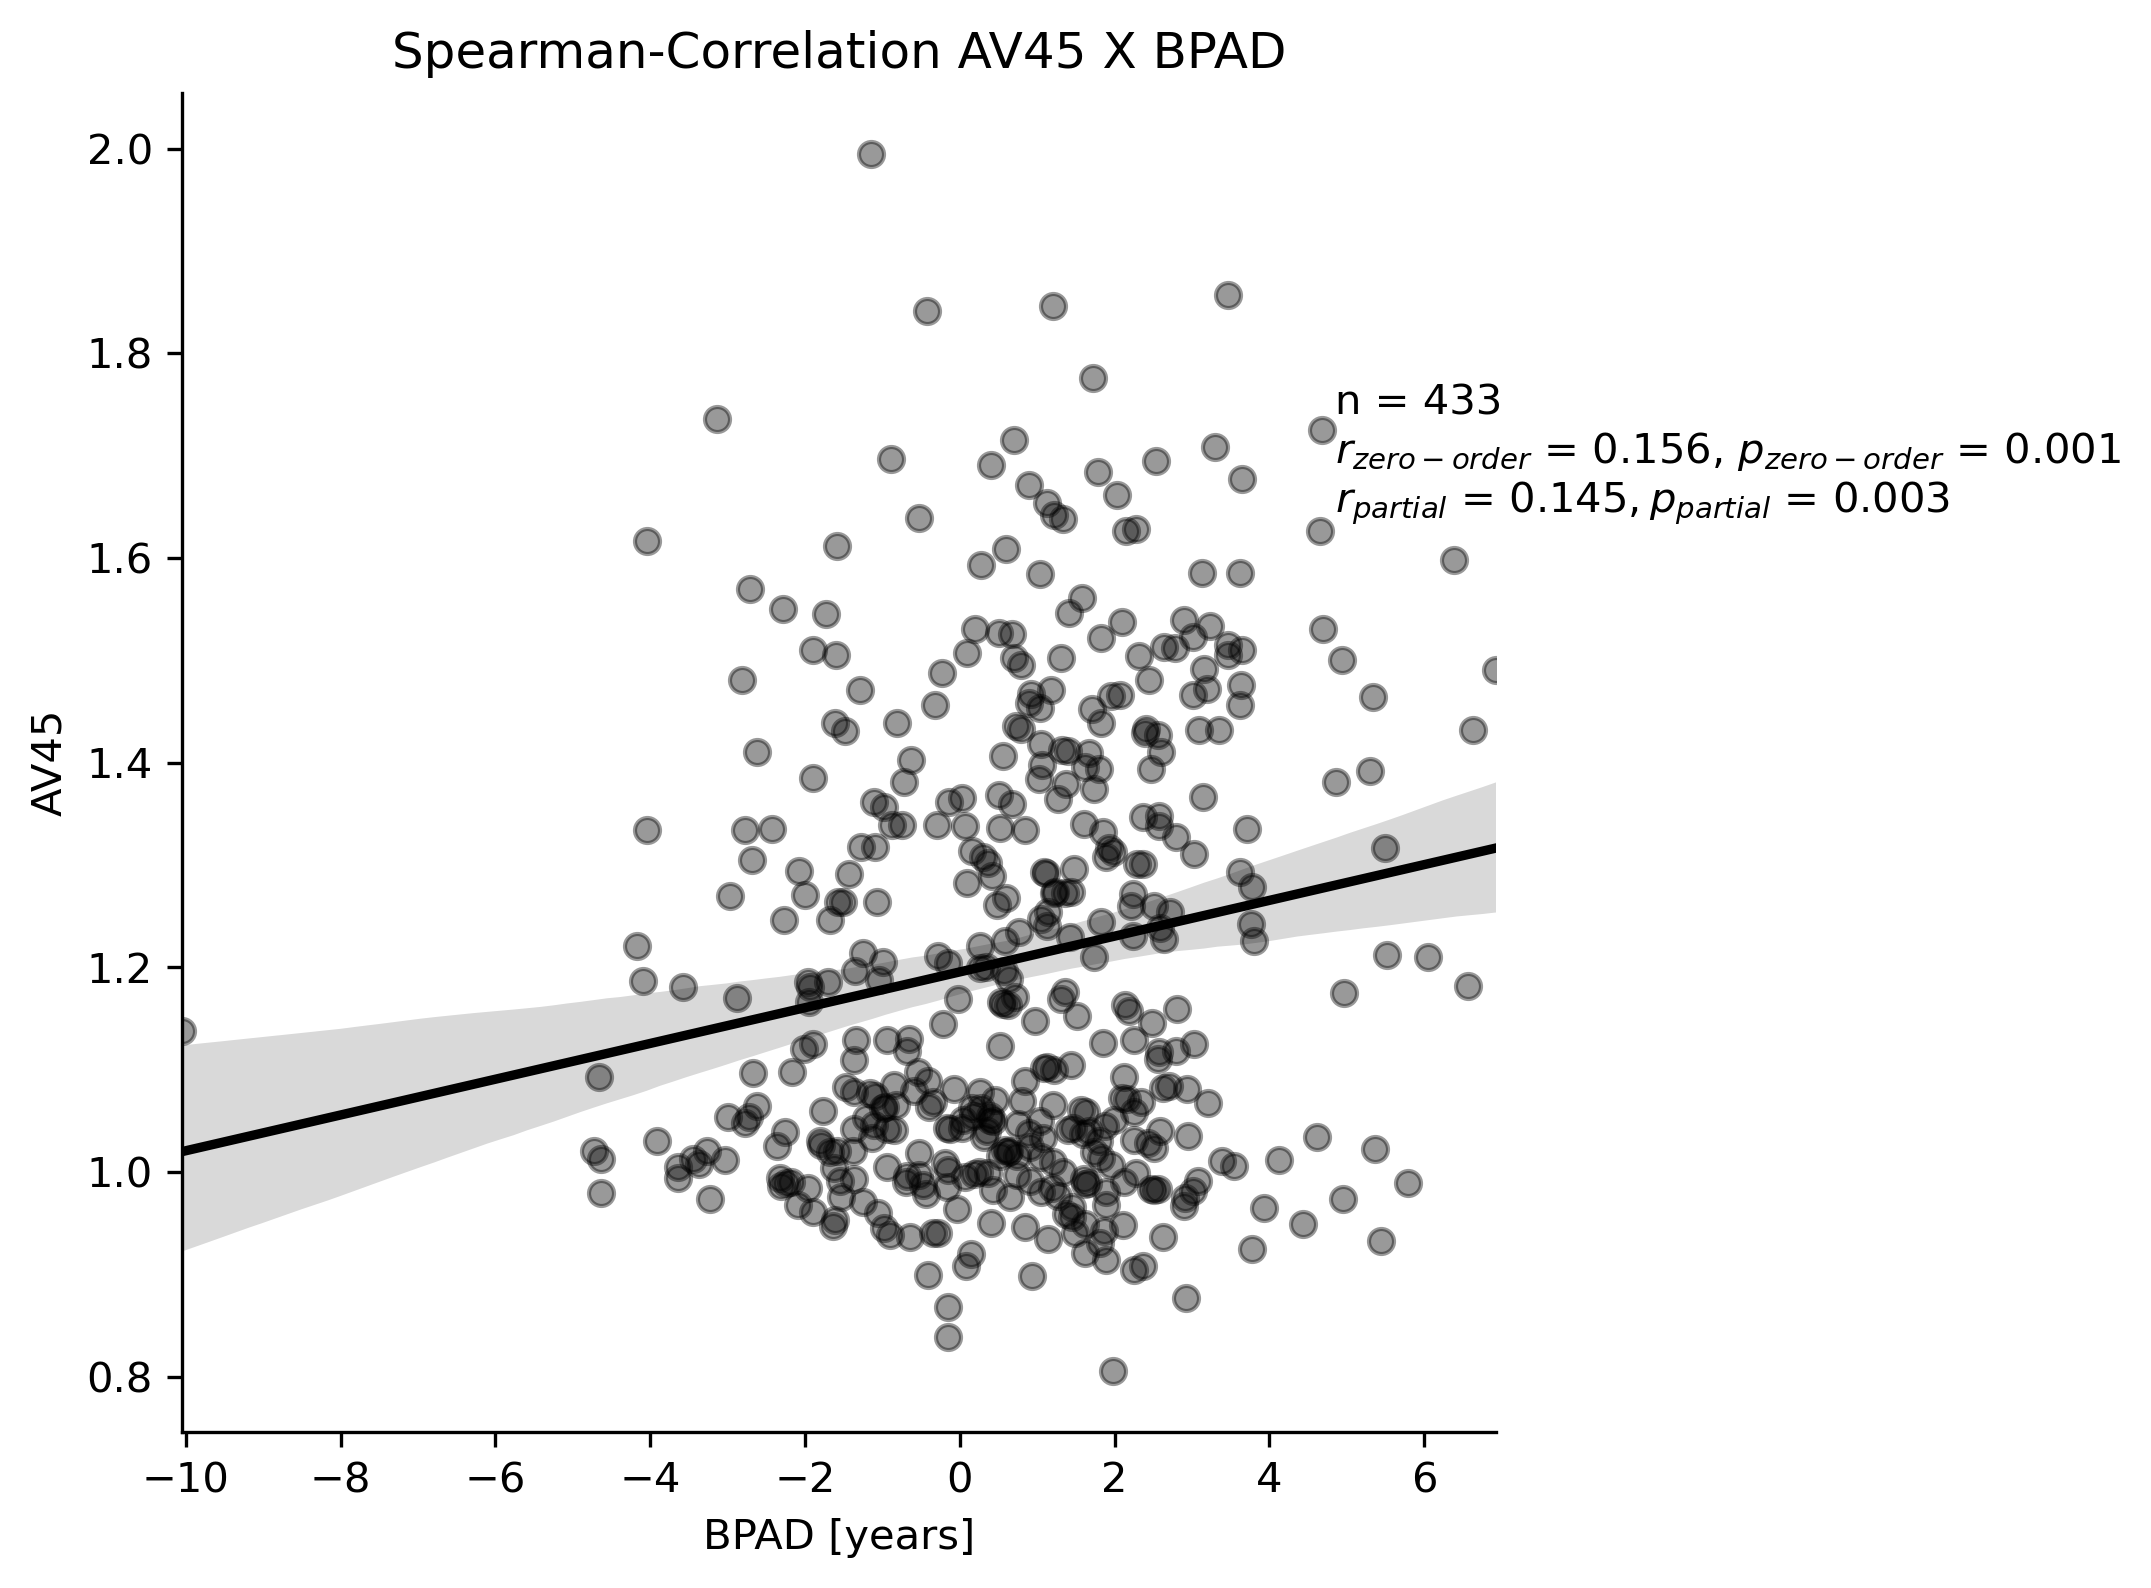 Spearman-Correlation AV45 X BPAD
2.0
1.8
1.6
1.4
1.2
1.0
0.8
AV45
n = 433
r_zero−order = 0.156, p_zero−order = 0.001
r_partial = 0.145, p_partial = 0.003
−10 −8 −6 −4 −2 0 2 4 6
BPAD [years]